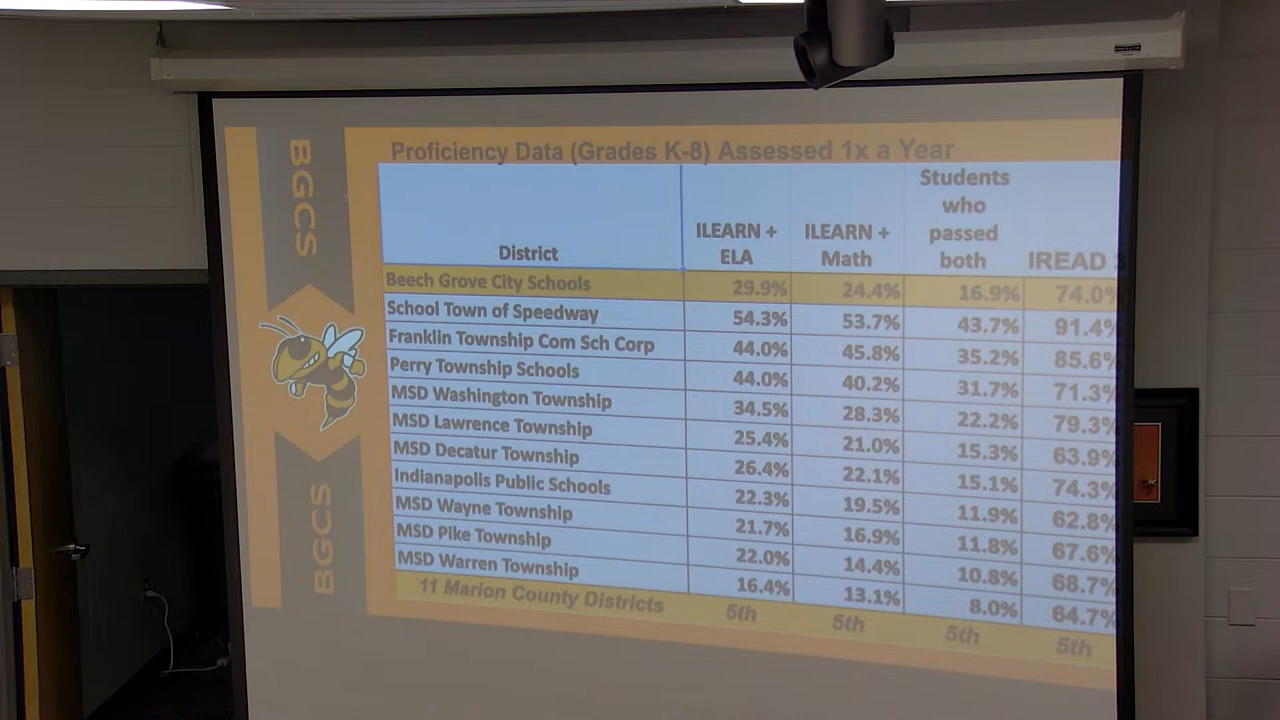 BGCS
Proficiency Data (Grades K-8) Assessed 1x a Year
District ILEARN + ELA ILEARN + Math Students who passed both IREAD 3
Beech Grove City Schools 29.9% 24.4% 16.9% 74.0%
School Town of Speedway 54.3% 53.7% 43.7% 91.4%
Franklin Township Com Sch Corp 44.0% 45.8% 35.2% 85.6%
Perry Township Schools 44.0% 40.2% 31.7% 71.3%
MSD Washington Township 34.5% 28.3% 22.2% 79.3%
MSD Lawrence Township 25.4% 21.0% 15.3% 63.9%
MSD Decatur Township 26.4% 22.1% 15.1% 74.3%
Indianapolis Public Schools 22.3% 19.5% 11.9% 62.8%
MSD Wayne Township 21.7% 16.9% 11.8% 67.6%
MSD Pike Township 22.0% 14.4% 10.8% 68.7%
MSD Warren Township 16.4% 13.1% 8.0% 64.7%
11 Marion County Districts 5th 5th 5th 5th
BGCS